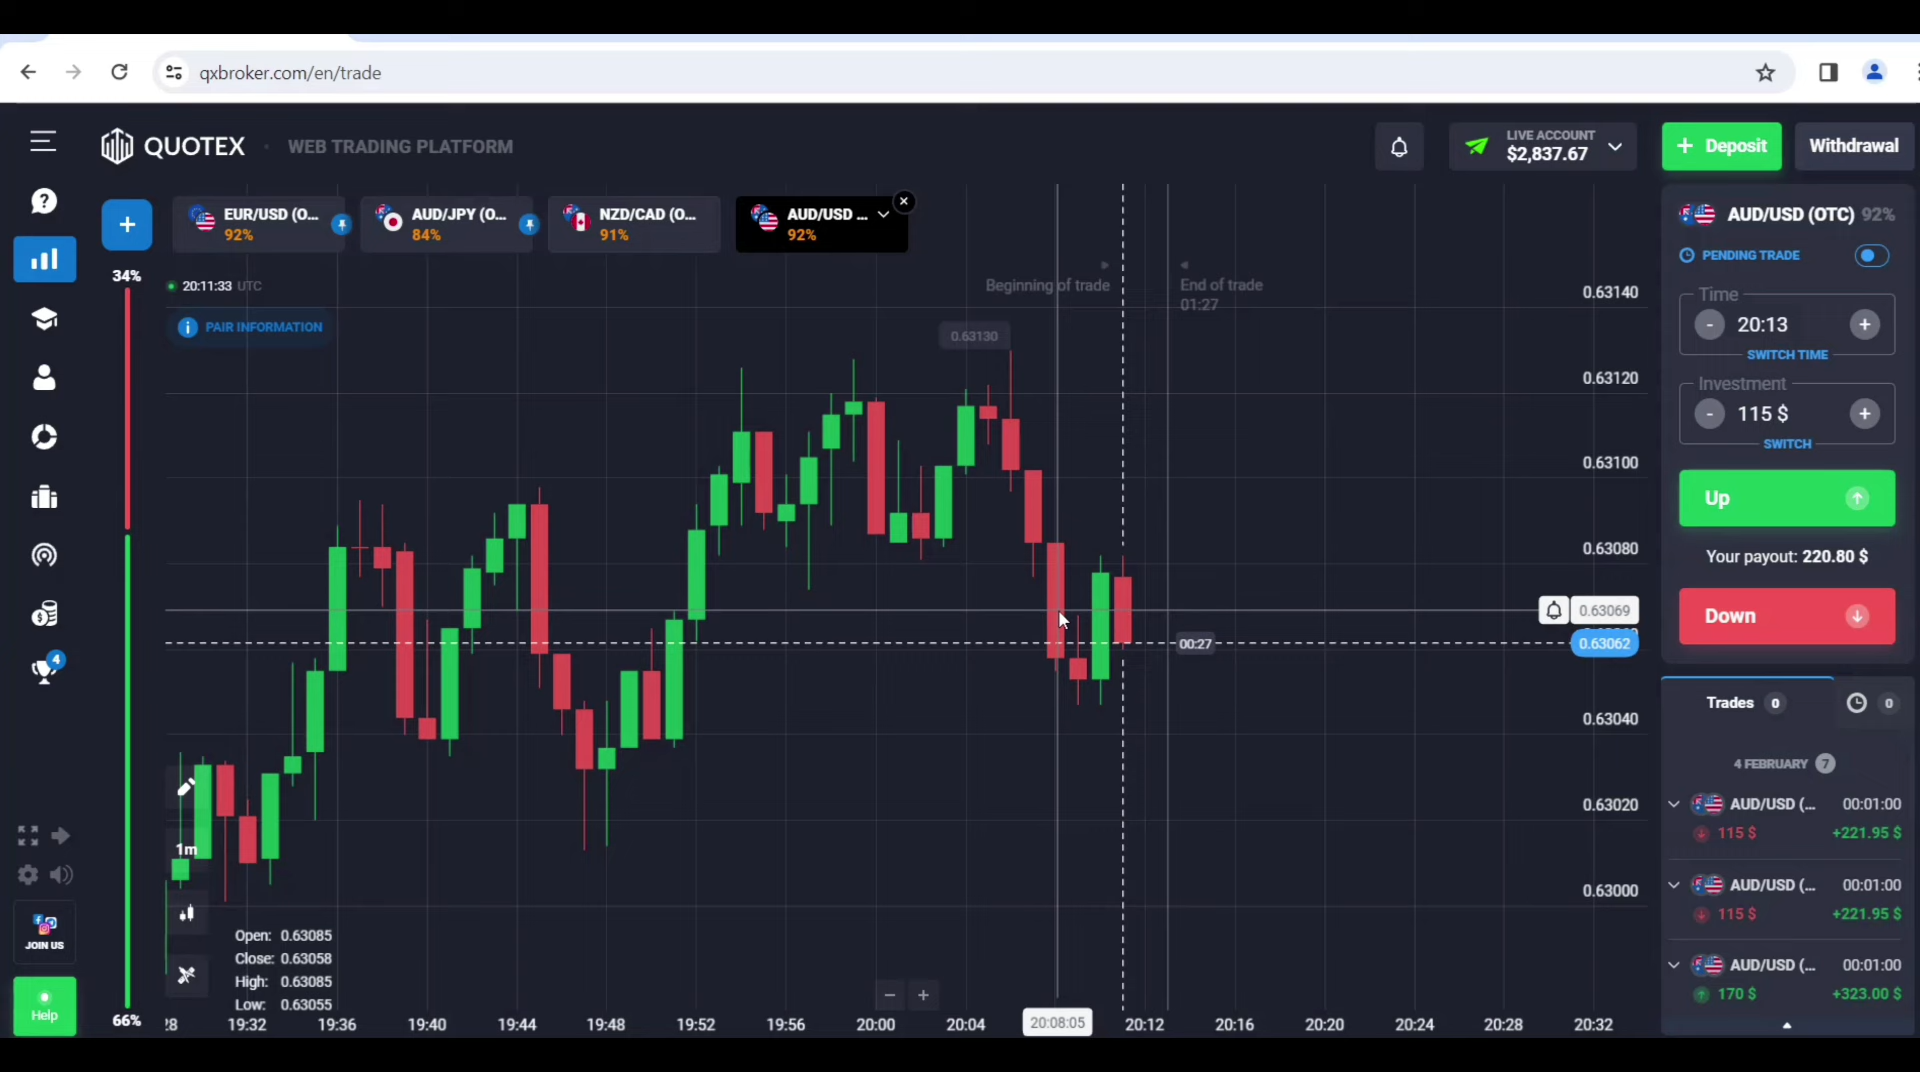 qxbroker.com/en/trade
QUOTEX
WEB TRADING PLATFORM
LIVE ACCOUNT
$2,837.67
+ Deposit
Withdrawal
EUR/USD (O...
92%
AUD/JPY (O...
84%
NZD/CAD (O...
91%
AUD/USD ...
92%
34%
20:11:33 UTC
PAIR INFORMATION
Beginning of trade
End of trade
01:27
0.63130
0.63140
0.63120
0.63100
0.63080
0.63069
0.63062
00:27
0.63040
0.63020
0.63000
AUD/USD (OTC) 92%
PENDING TRADE
Time
- 20:13 +
SWITCH TIME
Investment
- 115 $ +
SWITCH
Up
Your payout: 220.80 $
Down
Trades 0
0
4 FEBRUARY 7
AUD/USD (... 00:01:00
115 $ +221.95 $
AUD/USD (... 00:01:00
115 $ +221.95 $
AUD/USD (... 00:01:00
170 $ +323.00 $
4
JOIN US
Help
66%
1m
Open: 0.63085
Close: 0.63058
High: 0.63085
Low: 0.63055
28 19:32 19:36 19:40 19:44 19:48 19:52 19:56 20:00 20:04 20:08:05 20:12 20:16 20:20 20:24 20:28 20:32